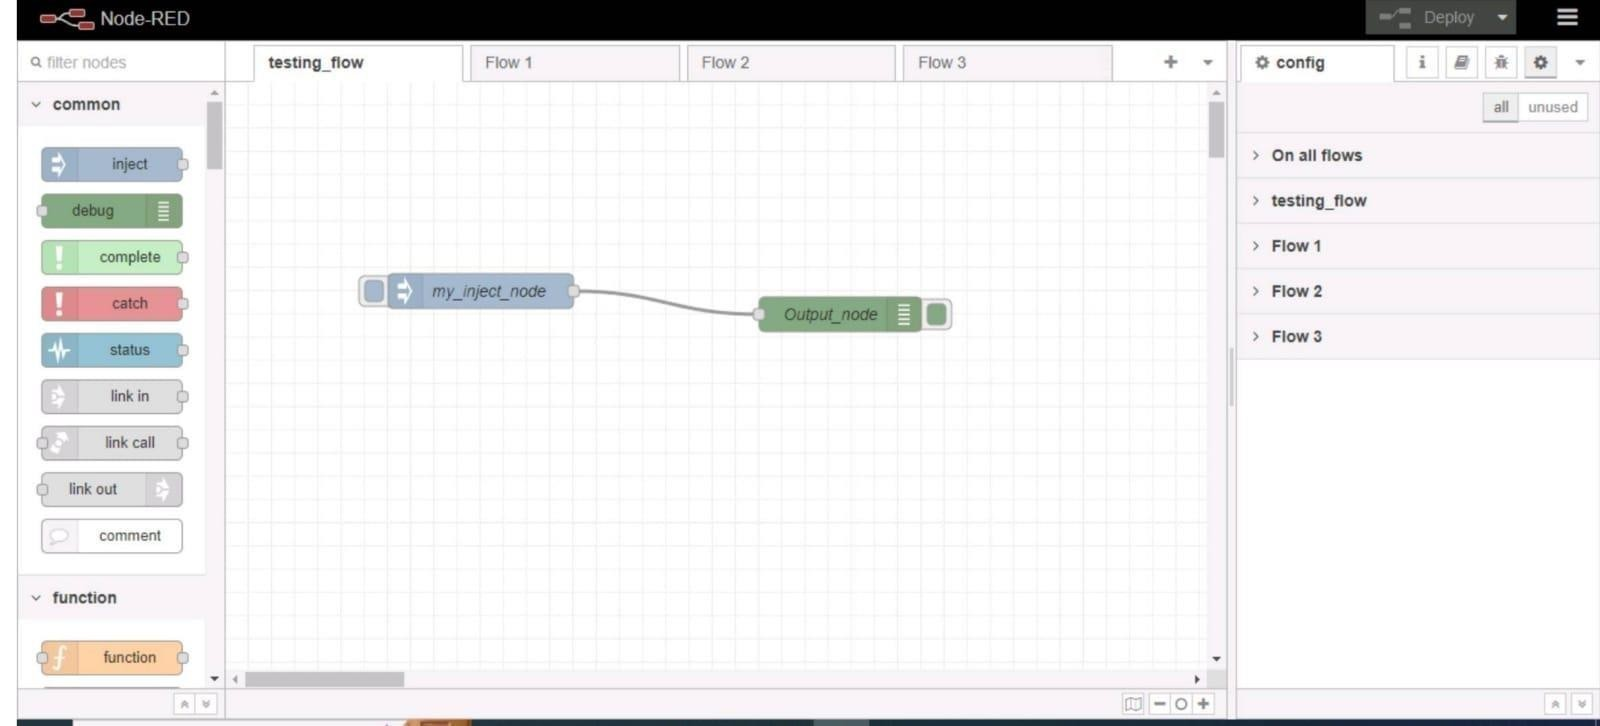 Node-RED
Deploy
filter nodes
testing_flow
Flow 1
Flow 2
Flow 3
config
all
unused
common
inject
debug
complete
catch
status
link in
link call
link out
comment
function
function
my_inject_node
Output_node
On all flows
testing_flow
Flow 1
Flow 2
Flow 3